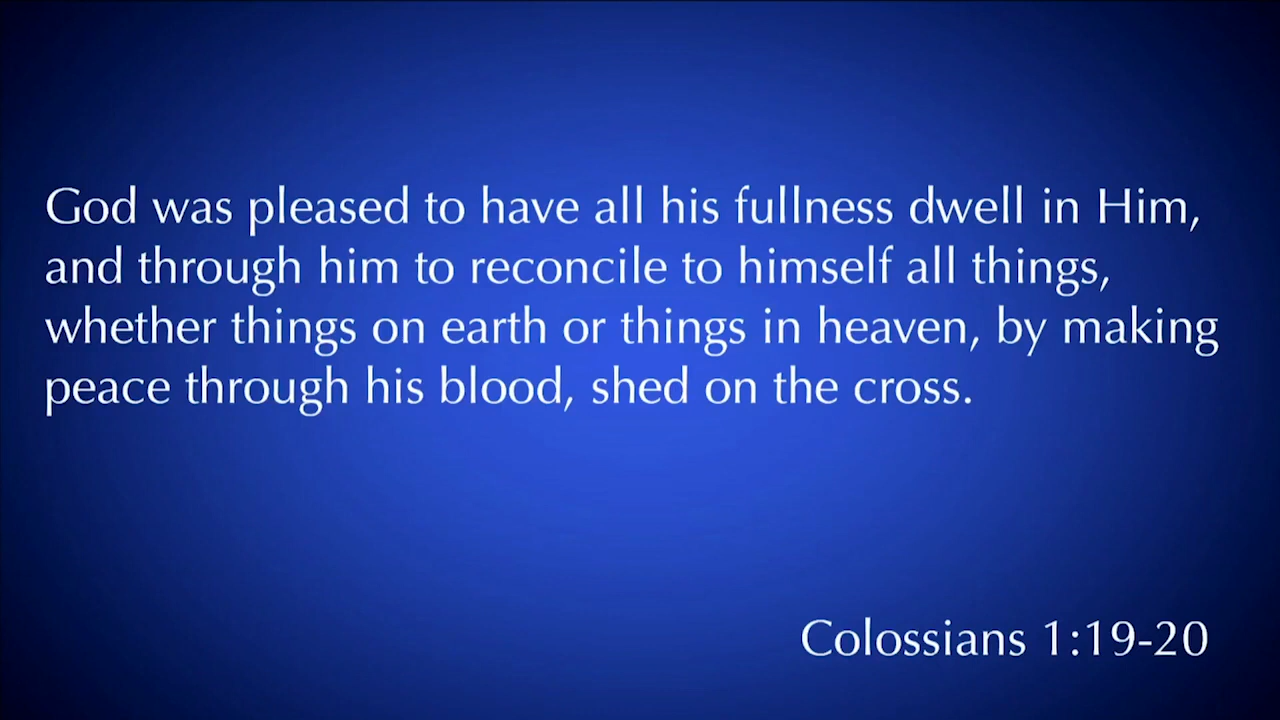 God was pleased to have all his fullness dwell in Him,
and through him to reconcile to himself all things,
whether things on earth or things in heaven, by making
peace through his blood, shed on the cross.
Colossians 1:19-20